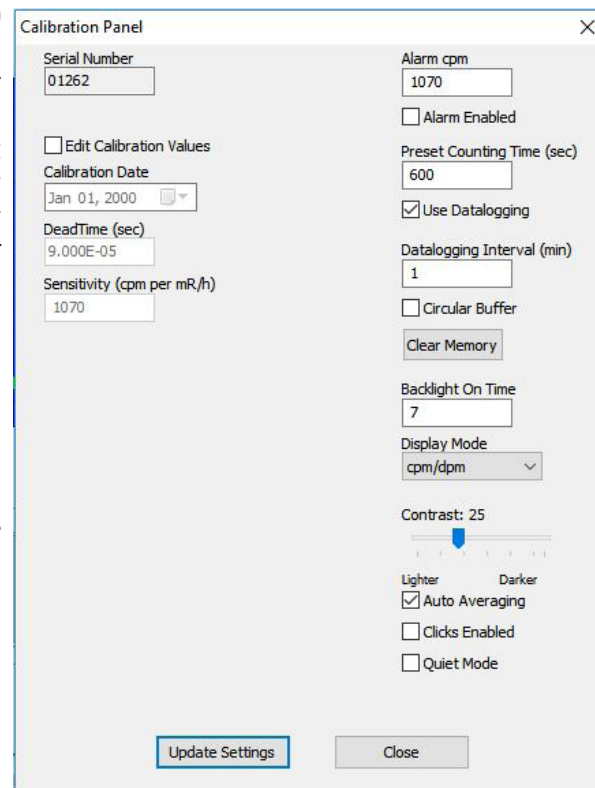 Calibration Panel
Serial Number
01262
Edit Calibration Values
Calibration Date
Jan 01, 2000
DeadTime (sec)
9.000E-05
Sensitivity (cpm per mR/h)
1070
Alarm cpm
1070
Alarm Enabled
Preset Counting Time (sec)
600
Use Datalogging
Datalogging Interval (min)
1
Circular Buffer
Clear Memory
Backlight On Time
7
Display Mode
cpm/dpm
Contrast: 25
Lighter Darker
Auto Averaging
Clicks Enabled
Quiet Mode
Update Settings Close